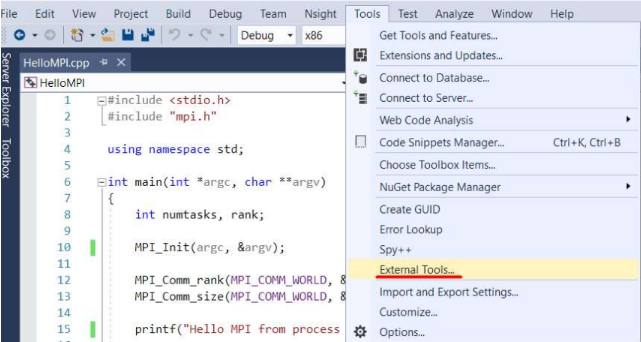 File Edit View Project Build Debug Team Nsight Tools Test Analyze Window Help
Debug x86
Server Explorer
Toolbox
HelloMPI.cpp
HelloMPI
1 #include <stdio.h>
2 #include "mpi.h"
3
4 using namespace std;
5
6 int main(int *argc, char **argv)
7 {
8 int numtasks, rank;
9
10 MPI_Init(argc, &argv);
11
12 MPI_Comm_rank(MPI_COMM_WORLD, &
13 MPI_Comm_size(MPI_COMM_WORLD, &
14
15 printf("Hello MPI from process
Get Tools and Features...
Extensions and Updates...
Connect to Database...
Connect to Server...
Web Code Analysis
Code Snippets Manager... Ctrl+K, Ctrl+B
Choose Toolbox Items...
NuGet Package Manager
Create GUID
Error Lookup
Spy++
External Tools...
Import and Export Settings...
Customize...
Options...